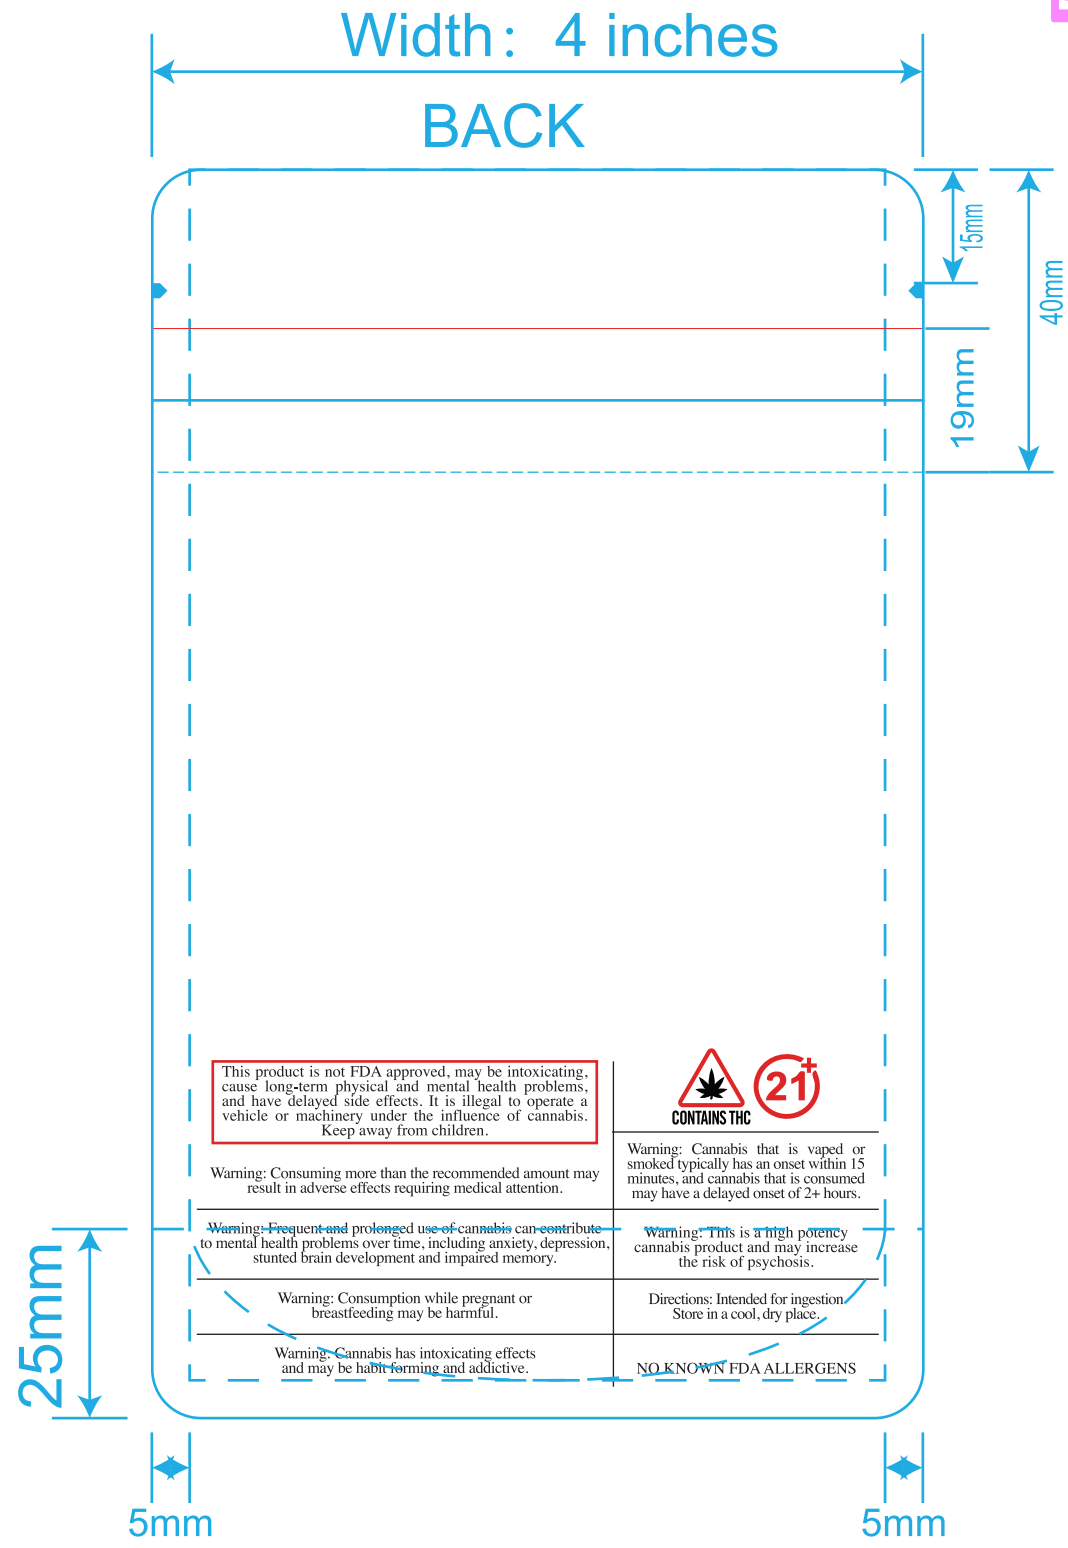 Width: 4 inches
BACK
15mm
40mm
19mm
This product is not FDA approved, may be intoxicating,
cause long-term physical and mental health problems,
and have delayed side effects. It is illegal to operate a
vehicle or machinery under the influence of cannabis.
Keep away from children.
Warning: Consuming more than the recommended amount may
result in adverse effects requiring medical attention.
Warning: Frequent and prolonged use of cannabis can contribute
to mental health problems over time, including anxiety, depression,
stunted brain development and impaired memory.
Warning: Consumption while pregnant or
breastfeeding may be harmful.
Warning: Cannabis has intoxicating effects
and may be habit forming and addictive.
CONTAINS THC
21+
Warning: Cannabis that is vaped or
smoked typically has an onset within 15
minutes, and cannabis that is consumed
may have a delayed onset of 2+ hours.
Warning: This is a high potency
cannabis product and may increase
the risk of psychosis.
Directions: Intended for ingestion
Store in a cool, dry place.
NO KNOWN FDA ALLERGENS
25mm
5mm
5mm